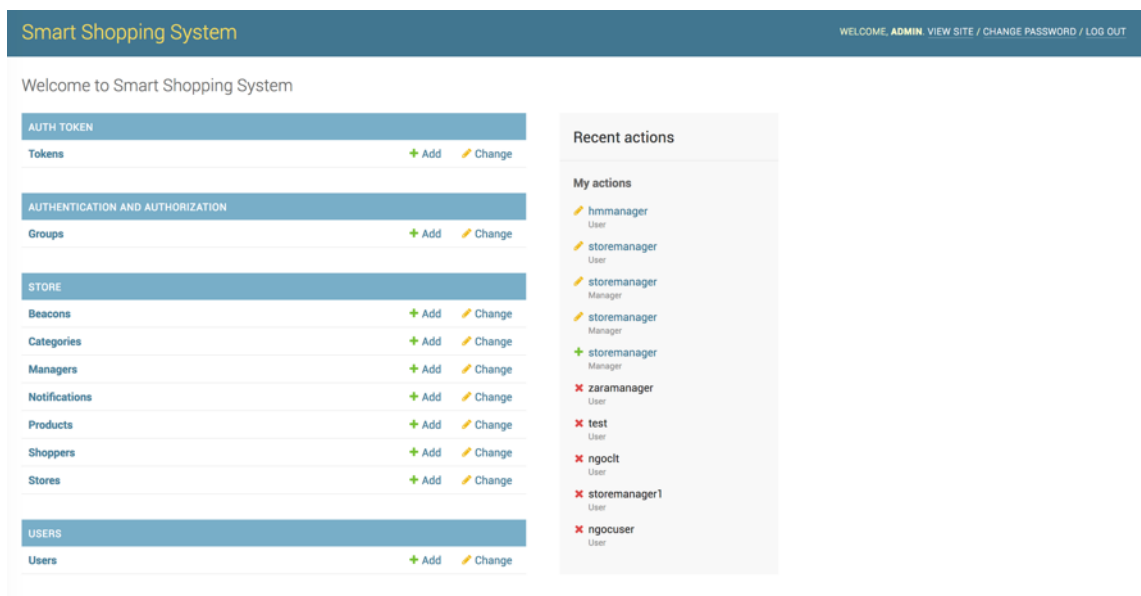 Smart Shopping System
WELCOME, ADMIN. VIEW SITE / CHANGE PASSWORD / LOG OUT
Welcome to Smart Shopping System
AUTH TOKEN
Tokens Add Change
AUTHENTICATION AND AUTHORIZATION
Groups Add Change
STORE
Beacons Add Change
Categories Add Change
Managers Add Change
Notifications Add Change
Products Add Change
Shoppers Add Change
Stores Add Change
USERS
Users Add Change
Recent actions
My actions
hmmanager
User
storemanager
User
storemanager
Manager
storemanager
Manager
storemanager
Manager
zaramanager
User
test
User
ngoclt
User
storemanager1
User
ngocuser
User